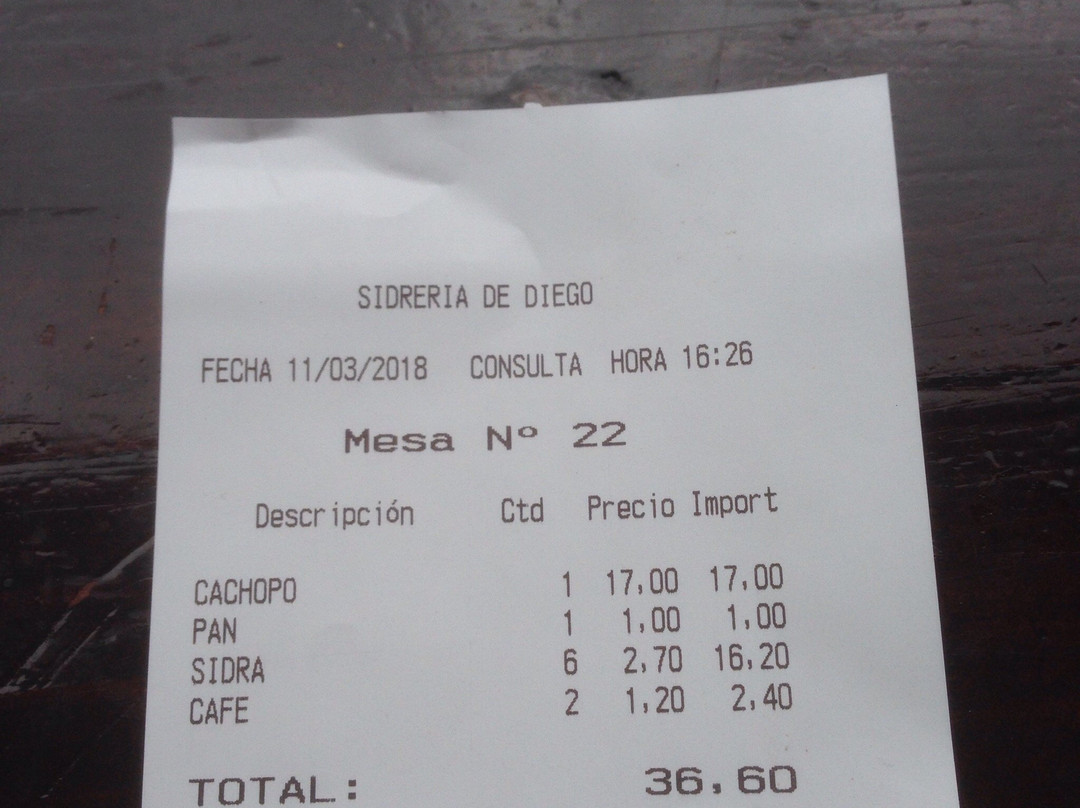 SIDRERIA DE DIEGO
FECHA 11/03/2018 CONSULTA HORA 16:26
Mesa Nº 22
Descripción Ctd Precio Import
CACHOPO 1 17,00 17,00
PAN 1 1,00 1,00
SIDRA 6 2,70 16,20
CAFE 2 1,20 2,40
TOTAL: 36,60